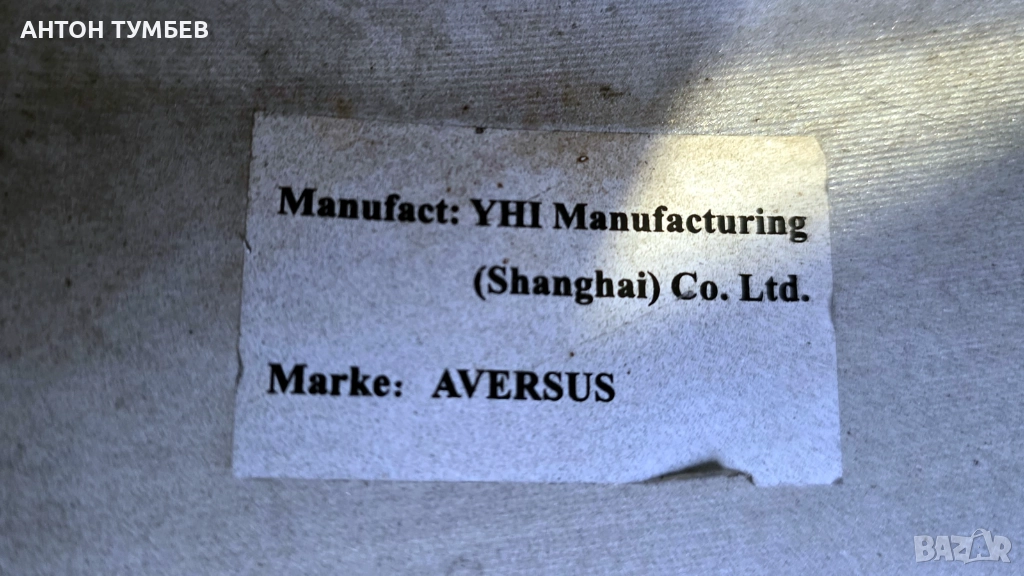 АНТОН ТУМБЕВ
Manufact: YHI Manufacturing
(Shanghai) Co. Ltd.
Marke: AVERSUS
BAZAR